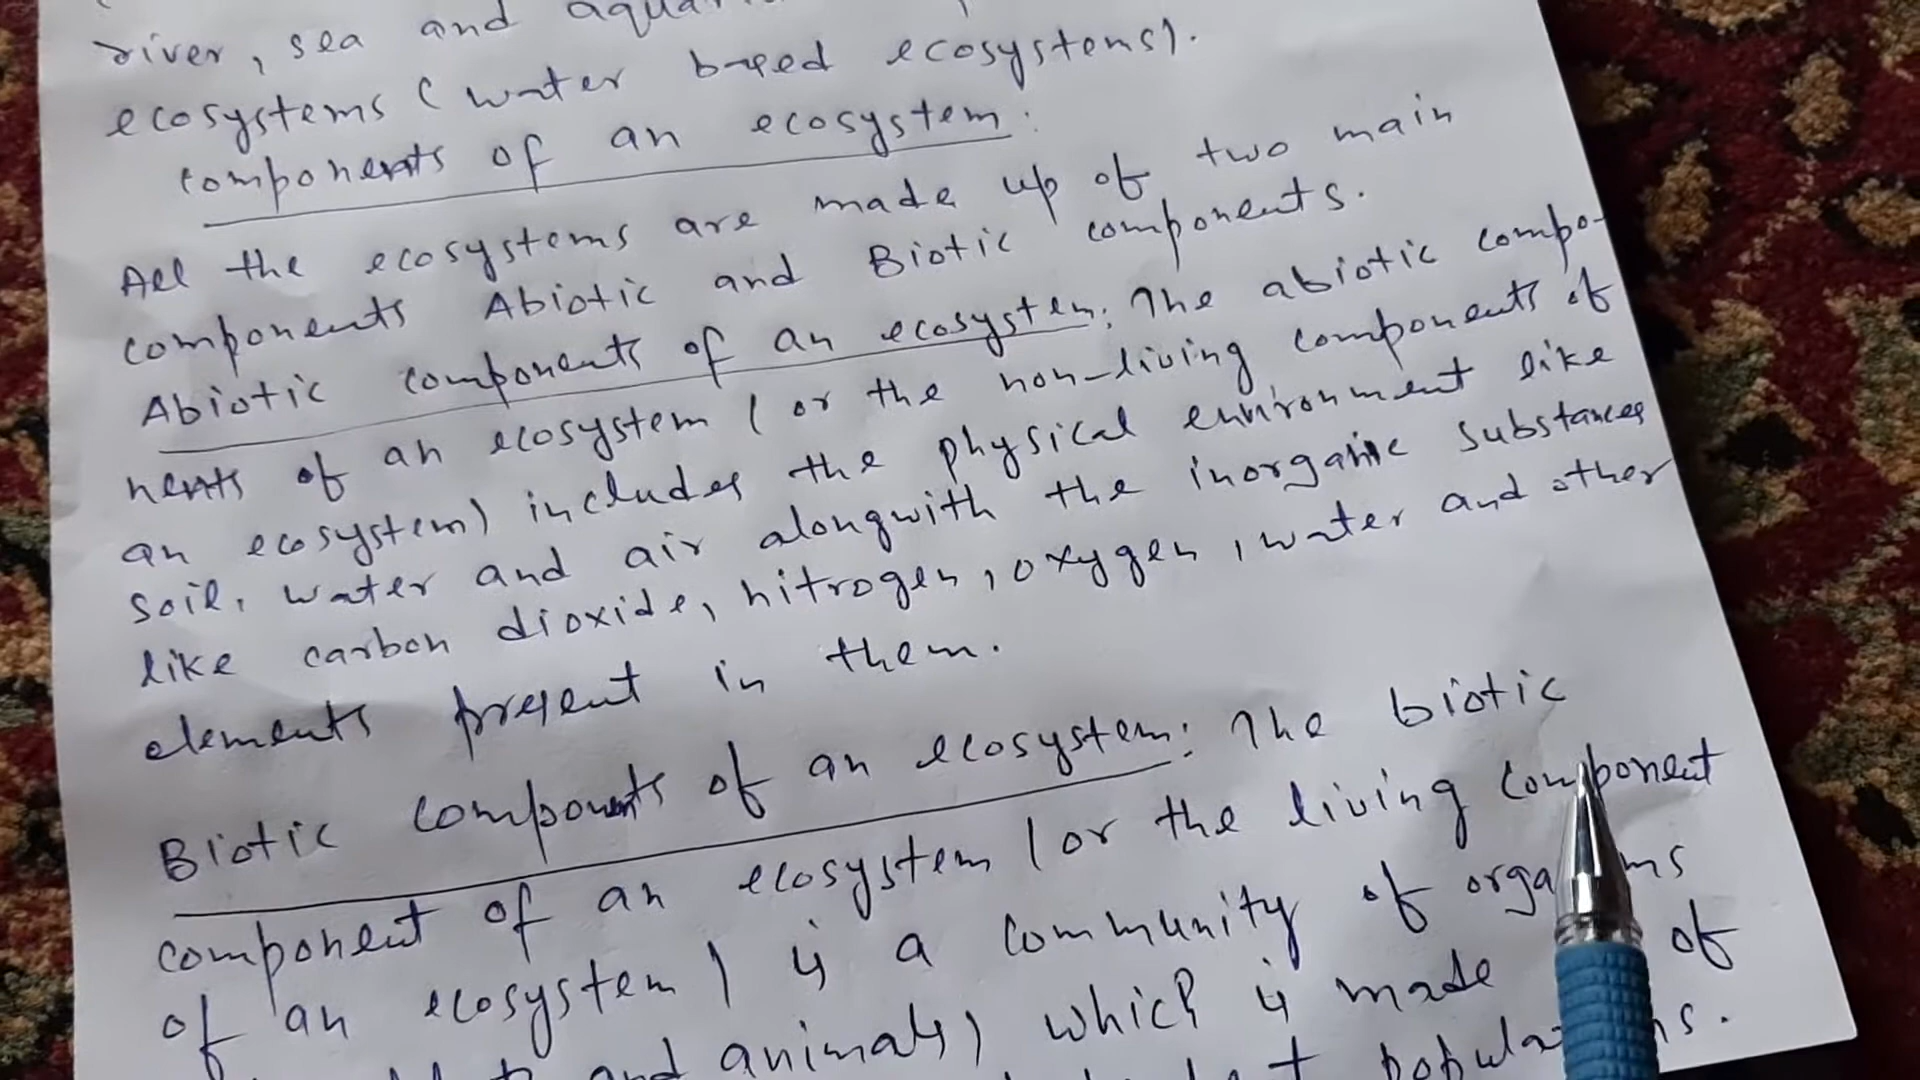 river, sea and
ecosystems (water based ecosystems).
components of an ecosystem:
All the ecosystems are made up of two main
components Abiotic and Biotic components.
Abiotic components of an ecosystem: The abiotic compo-
nents of an ecosystem (or the non-living components of
an ecosystem) includes the physical environment like
soil, water and air alongwith the inorganic substances
like carbon dioxide, nitrogen, oxygen, water and other
elements present in them.
Biotic components of an ecosystem: The biotic
component of an ecosystem (or the living component
of an ecosystem) is a community of organisms
and animals) which is made of